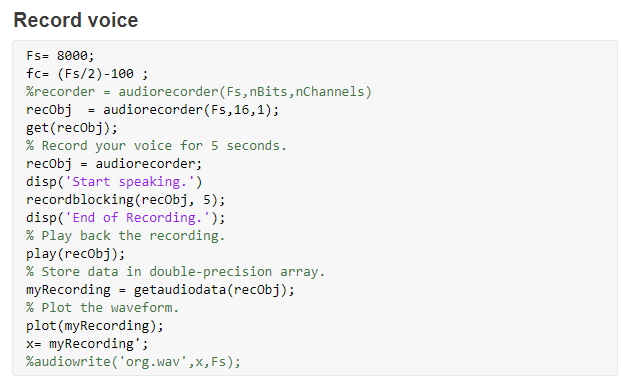 Record voice
Fs= 8000;
fc= (Fs/2)-100 ;
%recorder = audiorecorder(Fs,nBits,nChannels)
recObj  = audiorecorder(Fs,16,1);
get(recObj);
% Record your voice for 5 seconds.
recObj = audiorecorder;
disp('Start speaking.')
recordblocking(recObj, 5);
disp('End of Recording.');
% Play back the recording.
play(recObj);
% Store data in double-precision array.
myRecording = getaudiodata(recObj);
% Plot the waveform.
plot(myRecording);
x= myRecording';
%audiowrite('org.wav',x,Fs);